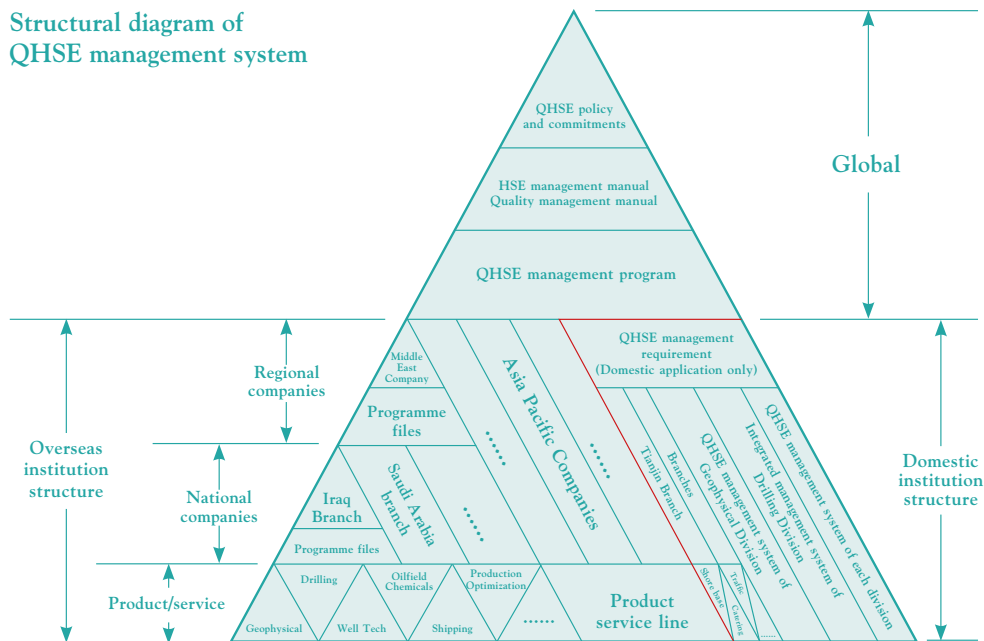 Structural diagram of
QHSE management system
QHSE policy
and commitments
HSE management manual
Quality management manual
QHSE management program
Global
Overseas
institution
structure
Regional
companies
National
companies
Product/service
Middle
East
Company
Programme
files
Iraq
Branch
Programme files
Saudi Arabia
branch
......
......
Asia Pacific Companies
......
QHSE management
requirement
(Domestic application only)
Tianjin Branch
Branches
QHSE management system of
Geophysical Division
Integrated management system of
Drilling Division
QHSE management system of each division
Domestic
institution
structure
Drilling
Oilfield
Chemicals
Production
Optimization
Geophysical
Well Tech
Shipping
......
Product
service line
Shore base
Traffic
Catering
......